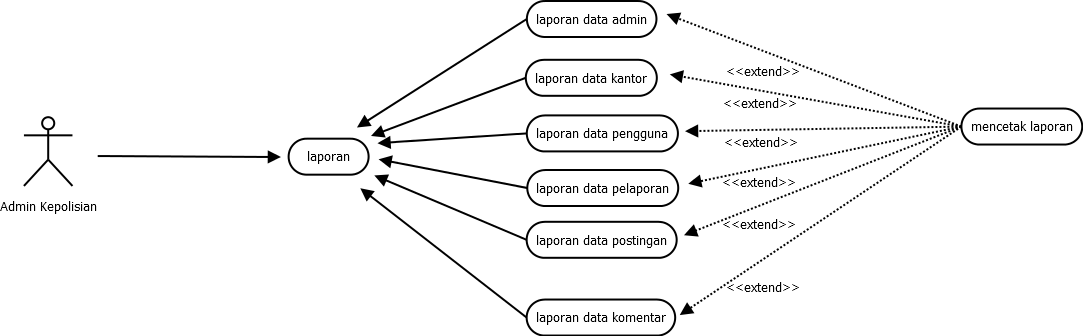 laporan data admin
<<extend>>
laporan data kantor
<<extend>>
mencetak laporan
laporan data pengguna
<<extend>>
laporan
<<extend>>
laporan data pelaporan
Admin Kepolisian
<<extend>>
laporan data postingan
<<extend>>
laporan data komentar